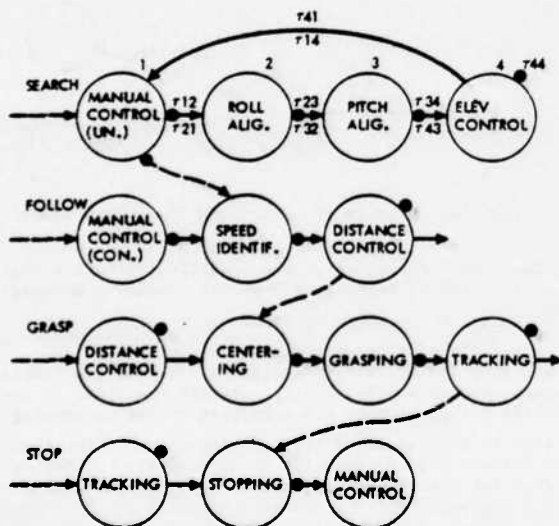 τ41
τ14
1
2
3
4
τ44
SEARCH
MANUAL
CONTROL
(UN.)
τ12
τ21
ROLL
ALIG.
τ23
τ32
PITCH
ALIG.
τ34
τ43
ELEV
CONTROL
FOLLOW
MANUAL
CONTROL
(CON.)
SPEED
IDENTIF.
DISTANCE
CONTROL
GRASP
DISTANCE
CONTROL
CENTER-
ING
GRASPING
TRACKING
STOP
TRACKING
STOPPING
MANUAL
CONTROL